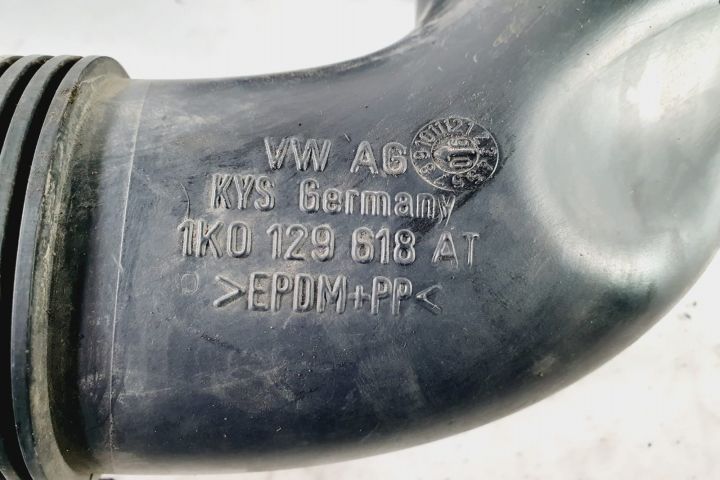 VW AG
KYS Germany
1K0 129 618 AT
>EPDM+PP<